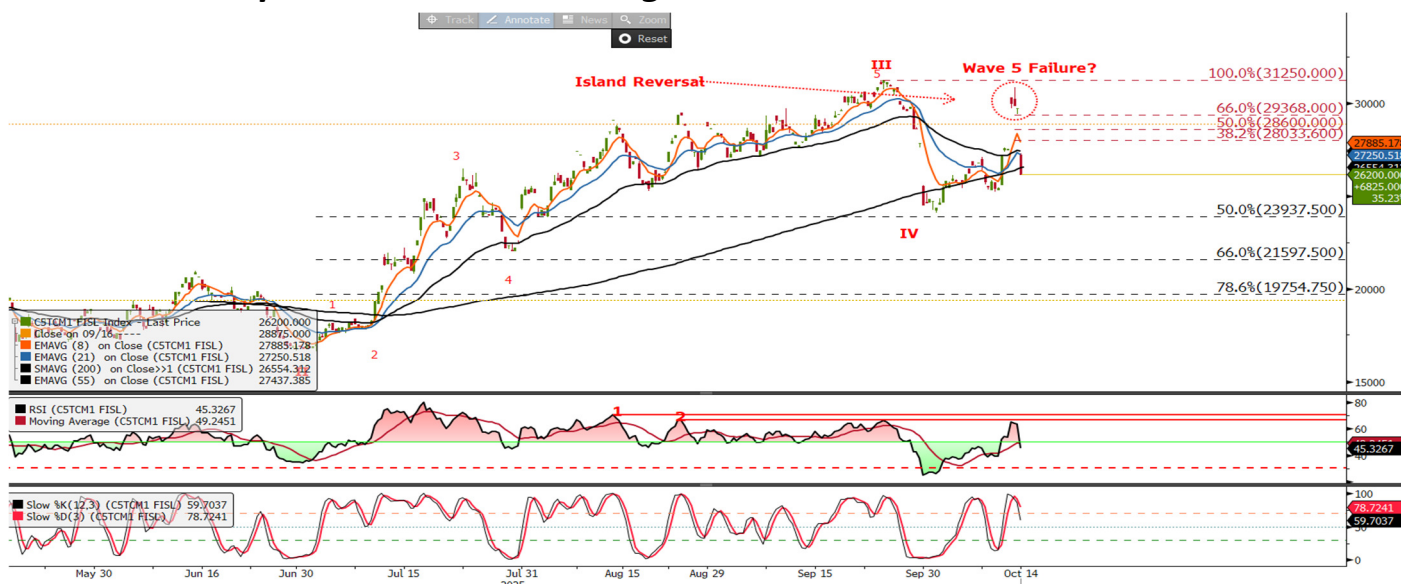 Track Annotate News Zoom
Reset
III
5
Wave 5 Failure?
Island Reversal
100.0%(31250.000)
66.0%(29368.000)
50.0%(28600.000)
38.2%(28033.600)
30000
A
27885.17
27250.518
26554.31
26200.000
+6825.00
35.23
3
50.0%(23937.500)
IV
66.0%(21597.500)
4
78.6%(19754.750)
20000
1
C5TCM1 FISL Index - Last Price 26200.000
Close on 09/16 ---- 28875.000
EMAVG (8) on Close (C5TCM1 FISL) 27885.178
EMAVG (21) on Close (C5TCM1 FISL) 27250.518
SMAVG (200) on Close>>1 (C5TCM1 FISL) 26554.312
EMAVG (55) on Close (C5TCM1 FISL) 27437.385
2
II
15000
RSI (C5TCM1 FISL) 45.3267
Moving Average (C5TCM1 FISL) 49.2451
1
2
80
60
45.3267
40
Slow %K(12,3) (C5TCM1 FISL) 59.7037
Slow %D(3) (C5TCM1 FISL) 78.7241
100
78.7241
59.7037
50
0
May 30 Jun 16 Jun 30 Jul 15 Jul 31 Aug 15 Aug 29 Sep 15 Sep 30 Oct 14